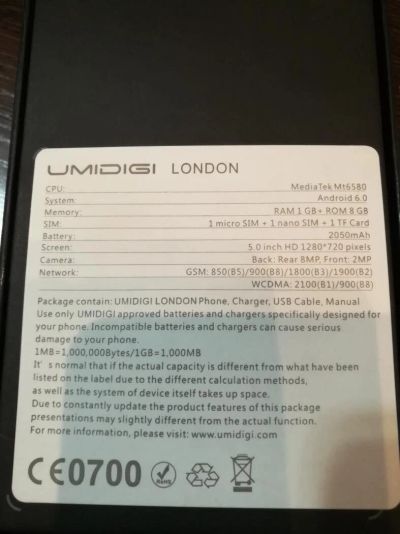 UMIDIGI LONDON
CPU: MediaTek Mt6580
System Android 6.0
Memory: RAM 1 GB+ ROM 8 GB
SIM: 1 micro SIM + 1 nano SIM + 1 TF Card
Battery: 2050mAh
Screen: 5.0 inch HD 1280*720 pixels
Camera: Back: Rear 8MP, Front: 2MP
Network: GSM: 850(B5)/900(B8)/1800(B3)/1900(B2)
WCDMA: 2100(B1)/900(B8)
Package contain: UMIDIGI LONDON Phone, Charger, USB Cable, Manual
Use only UMIDIGI approved batteries and chargers specifically designed for
your phone. Incompatible batteries and chargers can cause serious
damage to your phone.
1MB=1,000,000Bytes/1GB=1,000MB
It's normal that if the actual capacity is different from what have been
listed on the label due to the different calculation methods,
as well as the system of device itself takes up space.
Due to constantly update the product features of this package
presentations may slightly different from the actual function.
For more information, please visit: www.umidigi.com
CE0700 RoHS